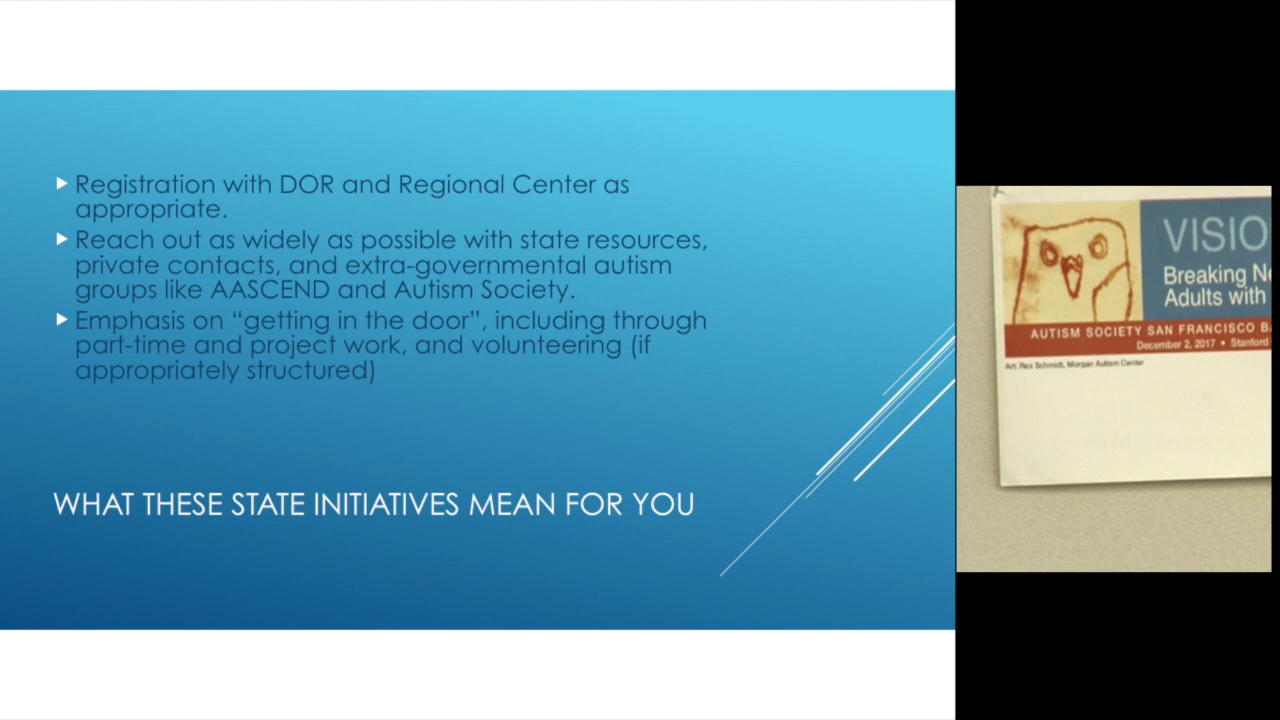 Registration with DOR and Regional Center as
appropriate.
Reach out as widely as possible with state resources,
private contacts, and extra-governmental autism
groups like AASCEND and Autism Society.
Emphasis on “getting in the door”, including through
part-time and project work, and volunteering (if
appropriately structured)
WHAT THESE STATE INITIATIVES MEAN FOR YOU
VISIO
Breaking Ne
Adults with
AUTISM SOCIETY SAN FRANCISCO BA
December 2, 2017 • Stanford
Art: Rex Schmidt, Morgan Autism Center